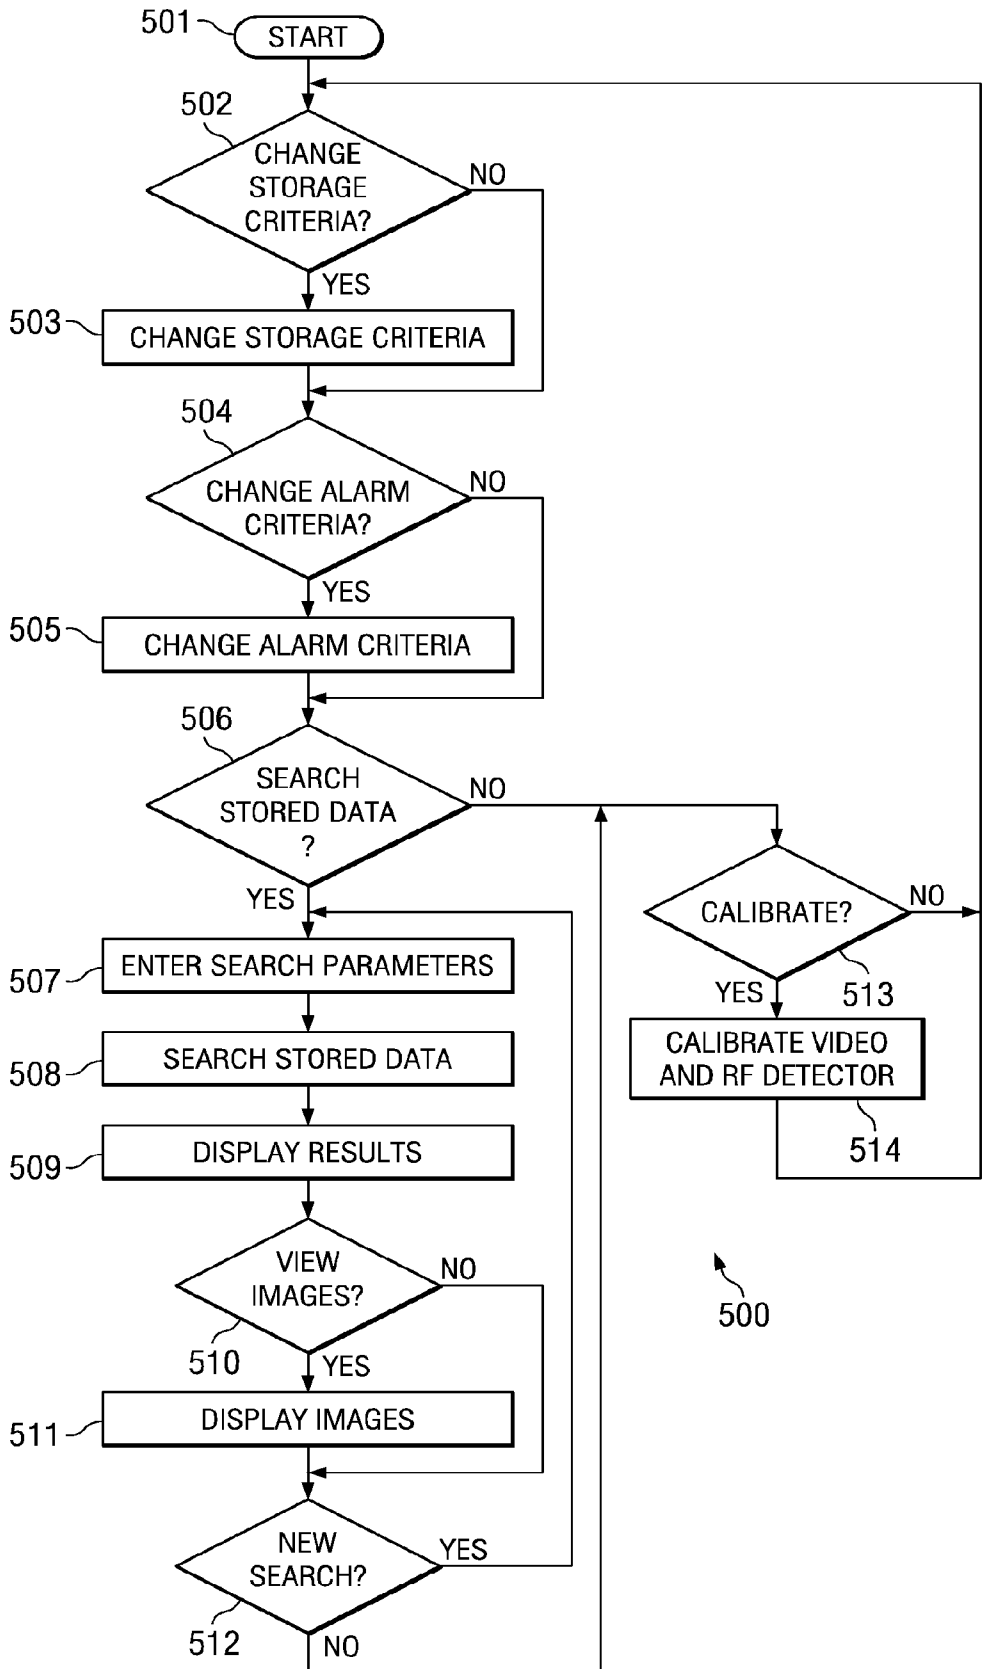 501
START
502
CHANGE
STORAGE
CRITERIA?
NO
YES
503
CHANGE STORAGE CRITERIA
504
CHANGE ALARM
CRITERIA?
NO
YES
505
CHANGE ALARM CRITERIA
506
SEARCH
STORED DATA
?
NO
YES
507
ENTER SEARCH PARAMETERS
508
SEARCH STORED DATA
509
DISPLAY RESULTS
VIEW
IMAGES?
NO
510
YES
511
DISPLAY IMAGES
NEW
SEARCH?
YES
512
NO
CALIBRATE?
NO
513
YES
CALIBRATE VIDEO
AND RF DETECTOR
514
500